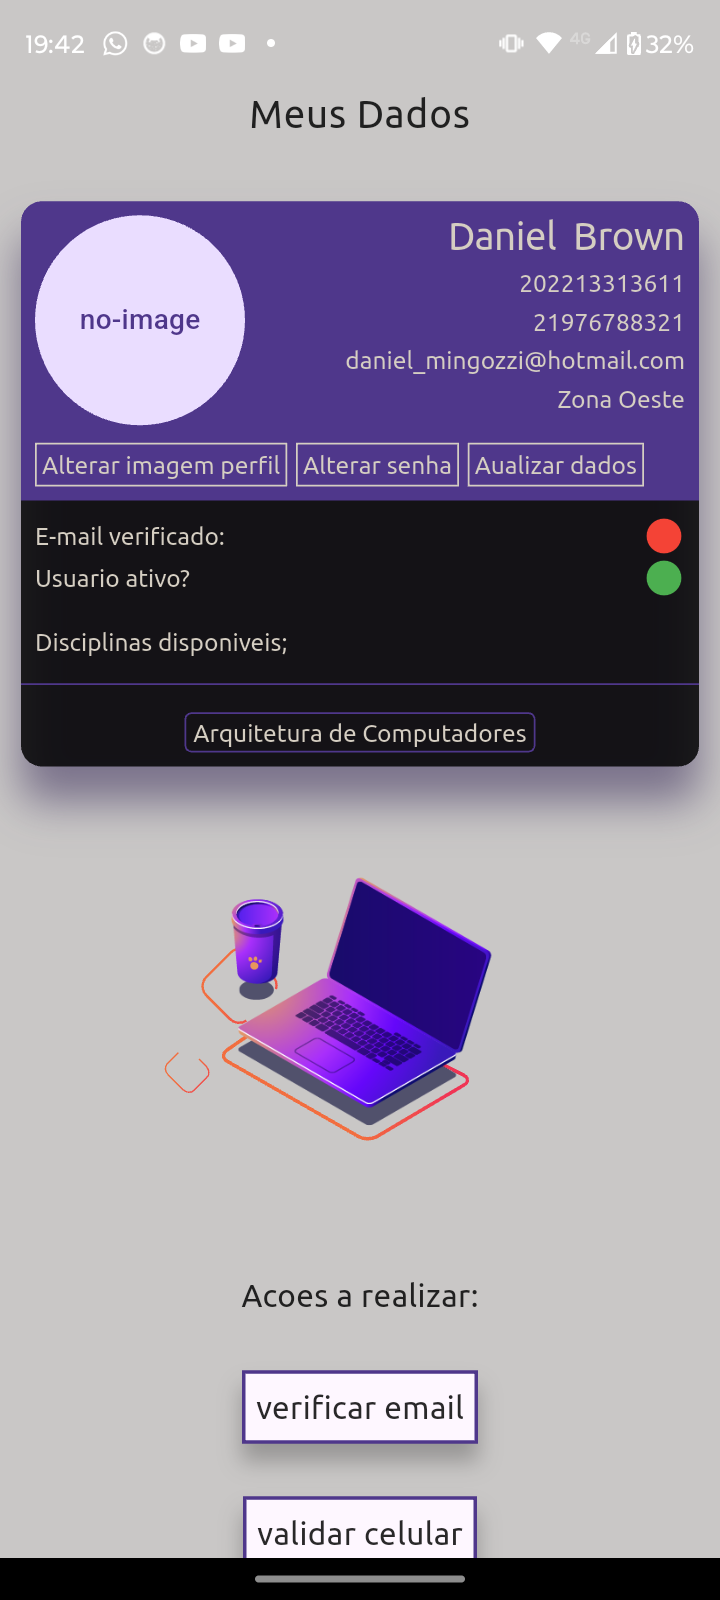 19:42 4G 32%
Meus Dados
no-image
Daniel Brown
202213313611
21976788321
daniel_mingozzi@hotmail.com
Zona Oeste
Alterar imagem perfil Alterar senha Aualizar dados
E-mail verificado:
Usuario ativo?
Disciplinas disponiveis;
Arquitetura de Computadores
Acoes a realizar:
verificar email
validar celular